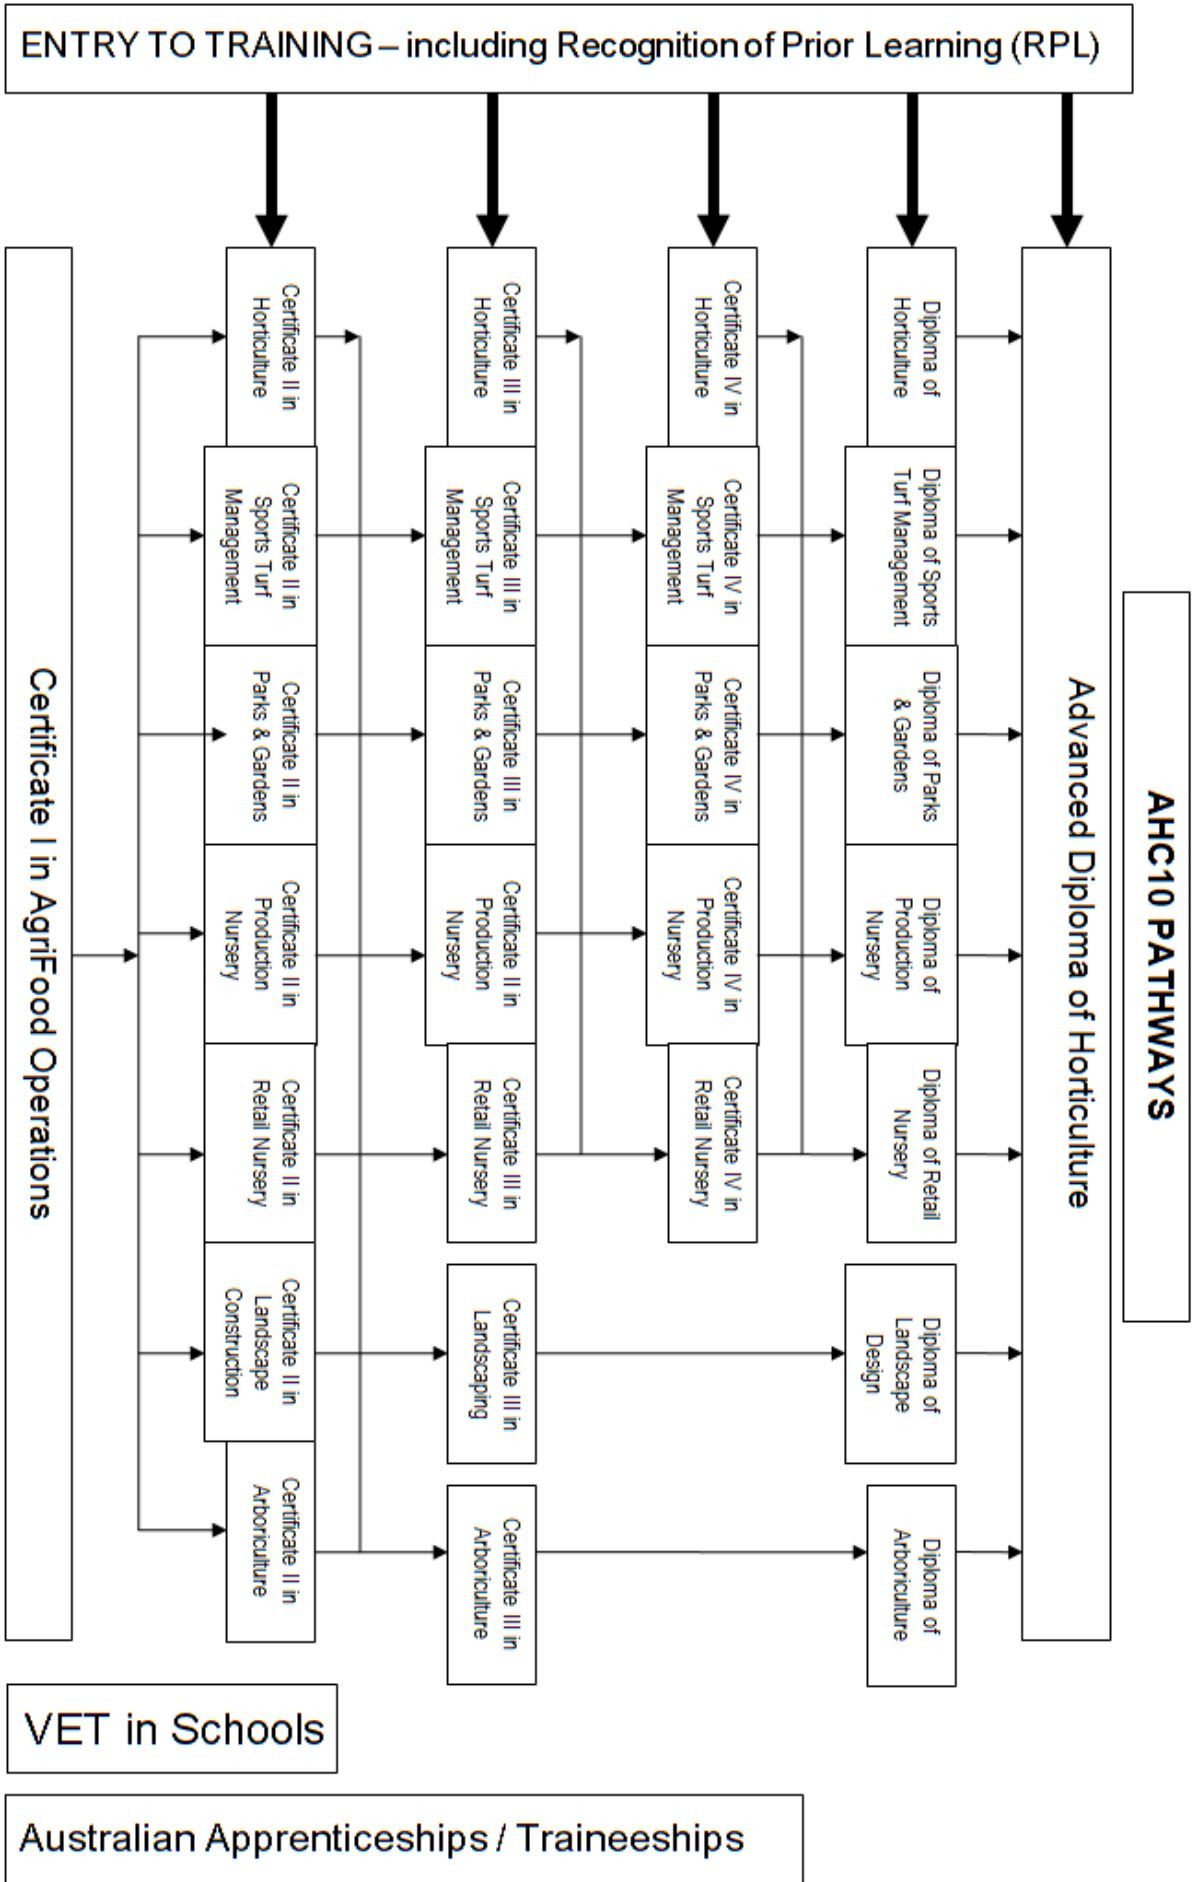 ENTRY TO TRAINING – including Recognition of Prior Learning (RPL)
AHC10 PATHWAYS
Advanced Diploma of Horticulture
Diploma of
Horticulture
Diploma of Sports
Turf Management
Diploma of Parks
& Gardens
Diploma of
Production
Nursery
Diploma of Retail
Nursery
Diploma of
Landscape
Design
Diploma of
Arboriculture
Certificate IV in
Horticulture
Certificate IV in
Sports Turf
Management
Certificate IV in
Parks & Gardens
Certificate IV in
Production
Nursery
Certificate IV in
Retail Nursery
Certificate III in
Horticulture
Certificate III in
Sports Turf
Management
Certificate III in
Parks & Gardens
Certificate II in
Production
Nursery
Certificate III in
Retail Nursery
Certificate III in
Landscaping
Certificate III in
Arboriculture
Certificate II in
Horticulture
Certificate II in
Sports Turf
Management
Certificate II in
Parks & Gardens
Certificate II in
Production
Nursery
Certificate II in
Retail Nursery
Certificate II in
Landscape
Construction
Certificate II in
Arboriculture
Certificate I in AgriFood Operations
VET in Schools
Australian Apprenticeships / Traineeships